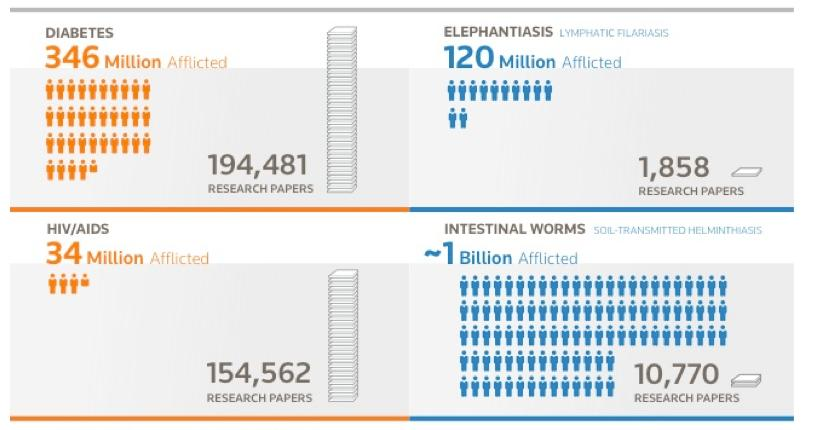 DIABETES
346 Million Afflicted
194,481
RESEARCH PAPERS
ELEPHANTIASIS LYMPHATIC FILARIASIS
120 Million Afflicted
1,858
RESEARCH PAPERS
HIV/AIDS
34 Million Afflicted
154,562
RESEARCH PAPERS
INTESTINAL WORMS SOIL-TRANSMITTED HELMINTHIASIS
~1 Billion Afflicted
10,770
RESEARCH PAPERS